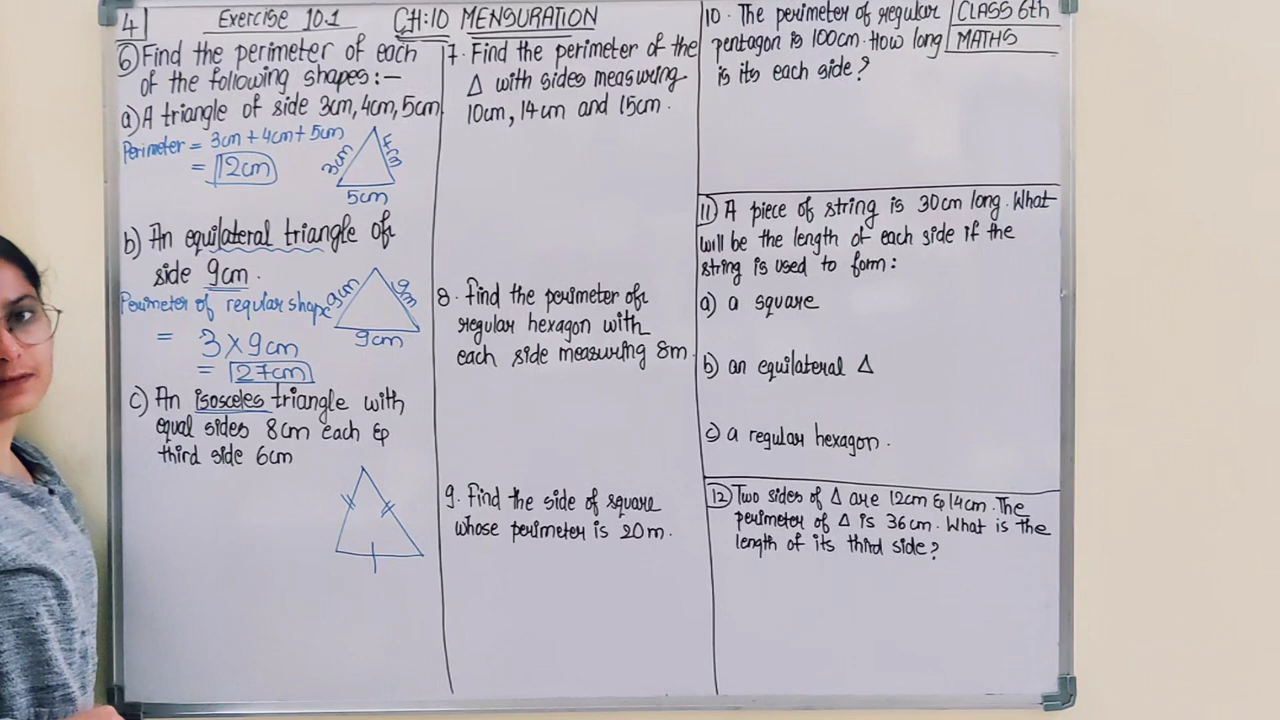 4
Exercise 10.1
CH:10 MENSURATION
CLASS 6th
MATHS
6 Find the perimeter of each
of the following shapes:-
a) A triangle of side 3cm, 4cm, 5cm
Perimeter = 3cm + 4cm + 5cm
= 12cm
3cm
4cm
5cm
b) An equilateral triangle of
side 9cm.
Perimeter of regular shape
= 3 × 9cm
= 27cm
9cm
9cm
9cm
c) An isosceles triangle with
equal sides 8cm each &
third side 6cm
7. Find the perimeter of the
Δ with sides measuring
10cm, 14cm and 15cm.
8. Find the perimeter of
regular hexagon with
each side measuring 8m
9. Find the side of square
whose perimeter is 20m.
10. The perimeter of regular
pentagon is 100cm. How long
is its each side?
11) A piece of string is 30cm long. What
will be the length of each side if the
string is used to form:
a) a square
b) an equilateral Δ
c) a regular hexagon.
12) Two sides of Δ are 12cm & 14cm. The
perimeter of Δ is 36cm. What is the
length of its third side?